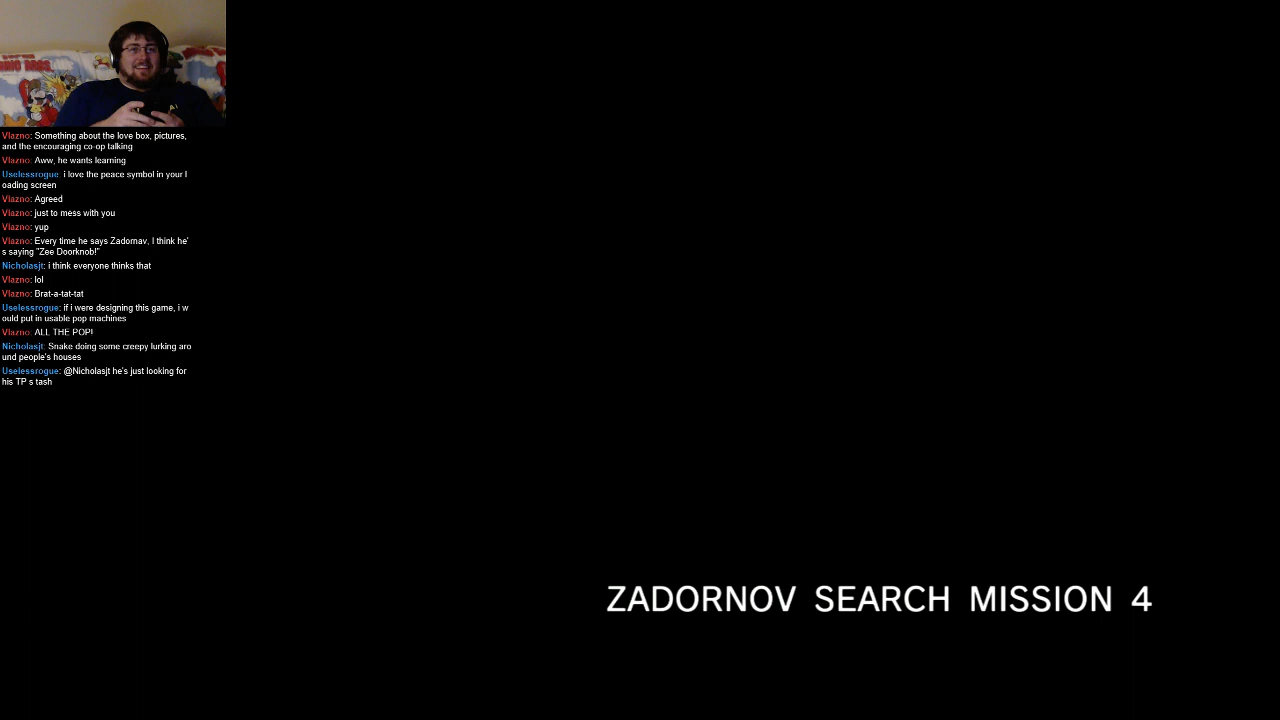 Vlazno: Something about the love box, pictures,
and the encouraging co-op talking
Vlazno: Aww, he wants learning
Uselessrogue: i love the peace symbol in your l
oading screen
Vlazno: Agreed
Vlazno: just to mess with you
Vlazno: yup
Vlazno: Every time he says Zadornav, I think he'
s saying "Zee Doorknob!"
Nicholasjt: i think everyone thinks that
Vlazno: lol
Vlazno: Brat-a-tat-tat
Uselessrogue: if i were designing this game, i w
ould put in usable pop machines
Vlazno: ALL THE POP!
Nicholasjt: Snake doing some creepy lurking aro
und people's houses
Uselessrogue: @Nicholasjt he's just looking for
his TP s tash
ZADORNOV SEARCH MISSION 4